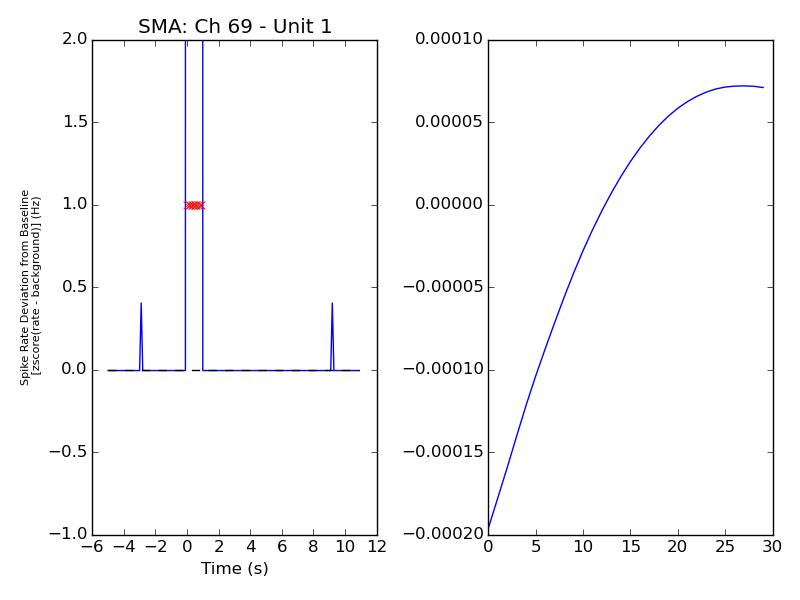 SMA: Ch 69 - Unit 1
2.0
1.5
1.0
0.5
0.0
−0.5
−1.0
−6 −4 −2 0 2 4 6 8 10 12
Time (s)
Spike Rate Deviation from Baseline
[zscore(rate - background)] (Hz)
0.00010
0.00005
0.00000
−0.00005
−0.00010
−0.00015
−0.00020
0 5 10 15 20 25 30